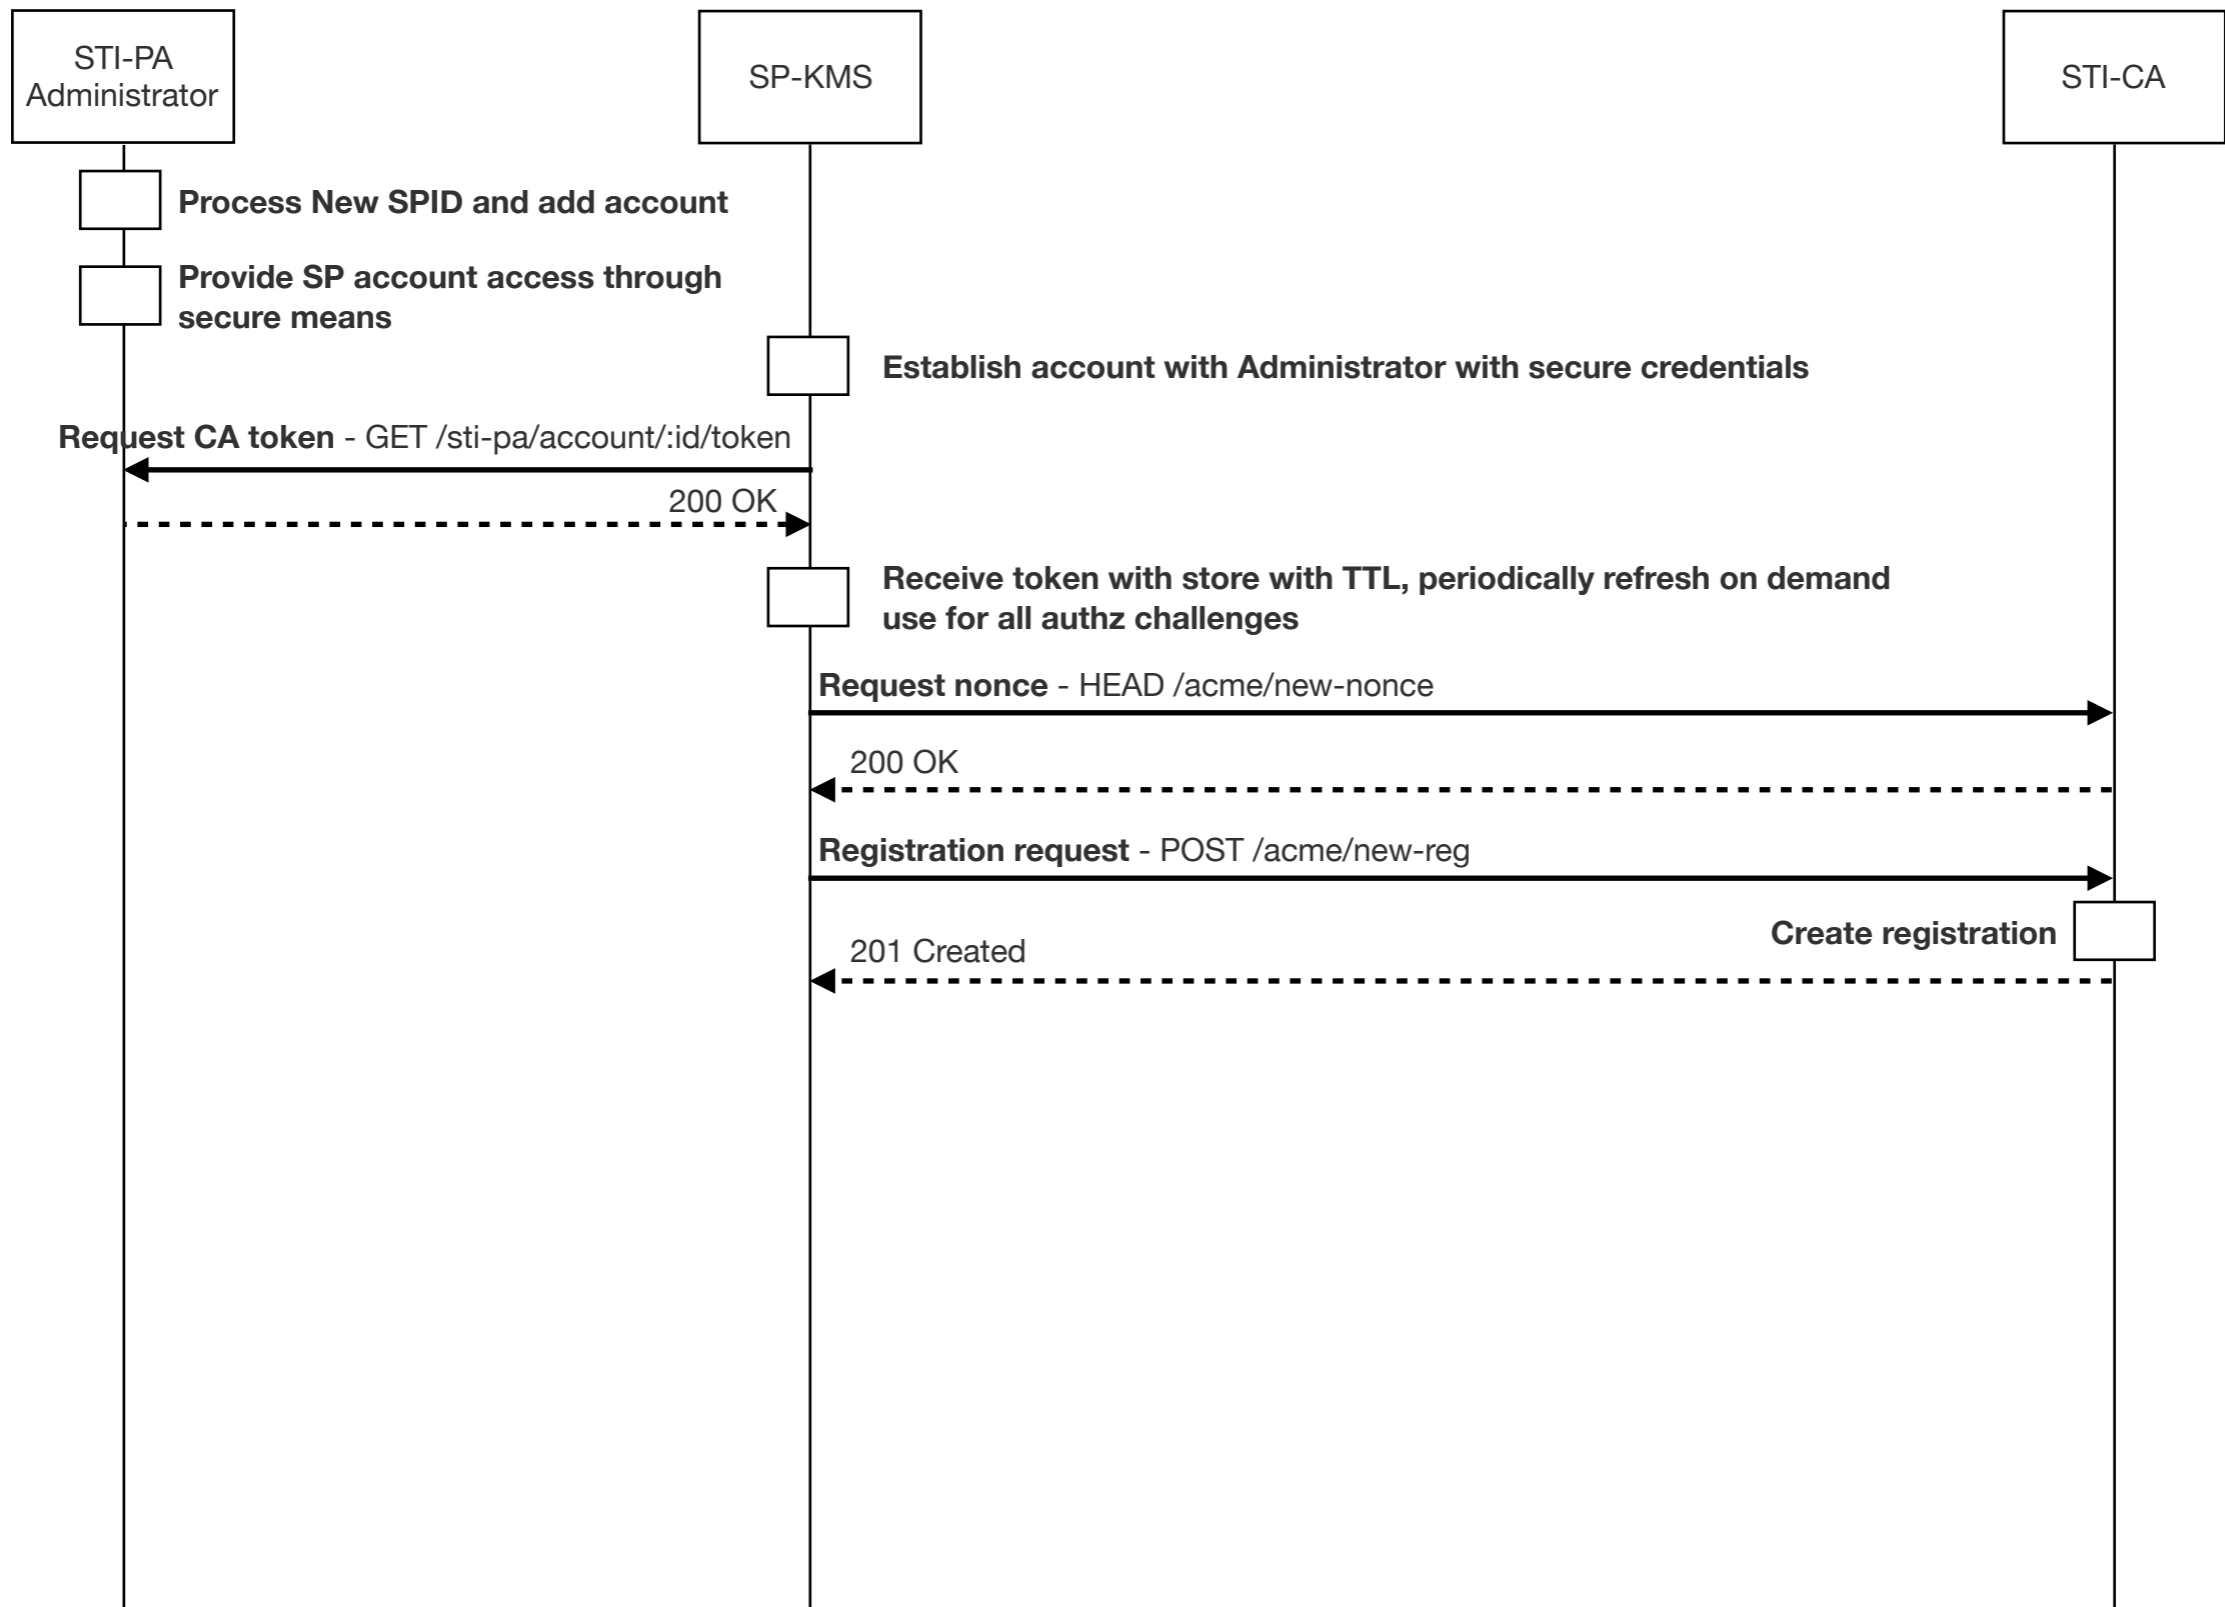 STI-PA
Administrator
SP-KMS
STI-CA
Process New SPID and add account
Provide SP account access through
secure means
Establish account with Administrator with secure credentials
Request CA token - GET /sti-pa/account/:id/token
200 OK
Receive token with store with TTL, periodically refresh on demand
use for all authz challenges
Request nonce - HEAD /acme/new-nonce
200 OK
Registration request - POST /acme/new-reg
Create registration
201 Created